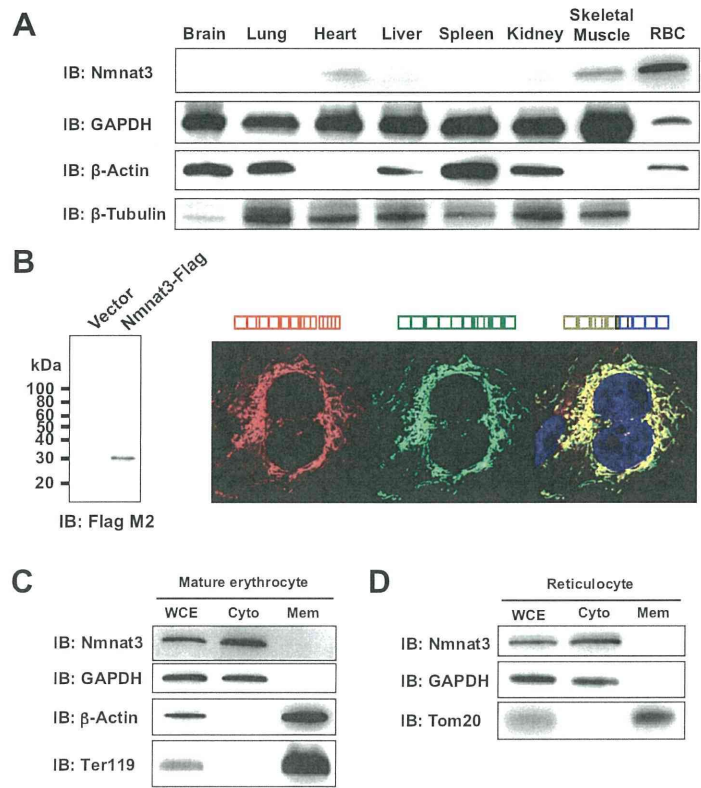 A
Brain Lung Heart Liver Spleen Kidney Skeletal Muscle RBC
IB: Nmnat3
IB: GAPDH
IB: β-Actin
IB: β-Tubulin
B
Vector
Nmnat3-Flag
kDa
100
80
60
50
40
30
20
IB: Flag M2
C
Mature erythrocyte
WCE Cyto Mem
IB: Nmnat3
IB: GAPDH
IB: β-Actin
IB: Ter119
D
Reticulocyte
WCE Cyto Mem
IB: Nmnat3
IB: GAPDH
IB: Tom20